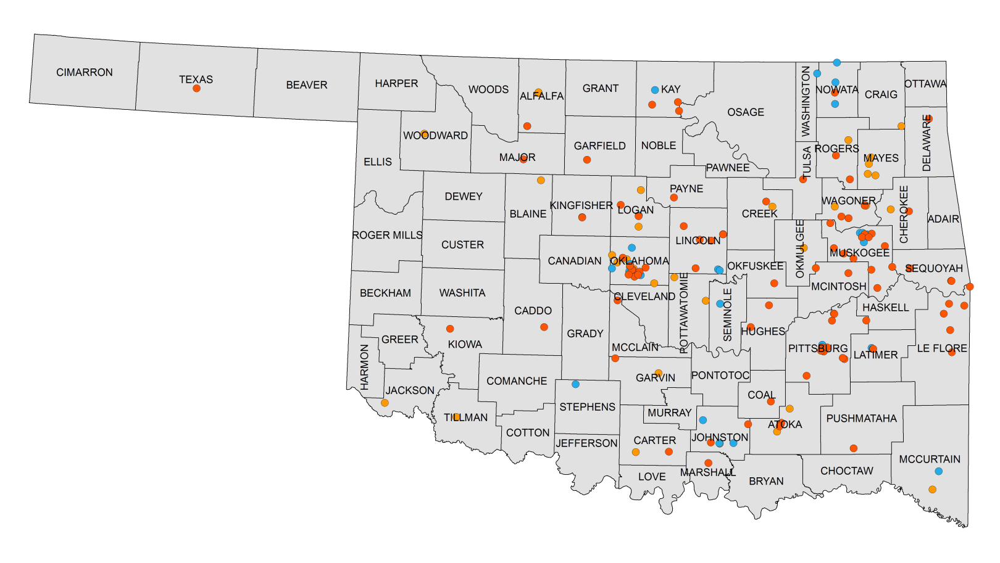 CIMARRON
TEXAS
BEAVER
HARPER
WOODS
ALFALFA
GRANT
KAY
OSAGE
WASHINGTON
NOWATA
CRAIG
OTTAWA
WOODWARD
ELLIS
MAJOR
GARFIELD
NOBLE
PAWNEE
TULSA
ROGERS
MAYES
DELAWARE
DEWEY
BLAINE
KINGFISHER
LOGAN
PAYNE
CREEK
WAGONER
CHEROKEE
ADAIR
ROGER MILLS
CUSTER
CANADIAN
OKLAHOMA
LINCOLN
OKFUSKEE
OKMULGEE
MUSKOGEE
SEQUOYAH
BECKHAM
WASHITA
CADDO
GRADY
CLEVELAND
POTTAWATOMIE
SEMINOLE
HUGHES
MCINTOSH
HASKELL
GREER
KIOWA
MCCLAIN
PITTSBURG
LATIMER
LE FLORE
HARMON
JACKSON
COMANCHE
GARVIN
PONTOTOC
COAL
TILLMAN
COTTON
STEPHENS
MURRAY
JOHNSTON
ATOKA
PUSHMATAHA
JEFFERSON
CARTER
LOVE
MARSHALL
BRYAN
CHOCTAW
MCCURTAIN